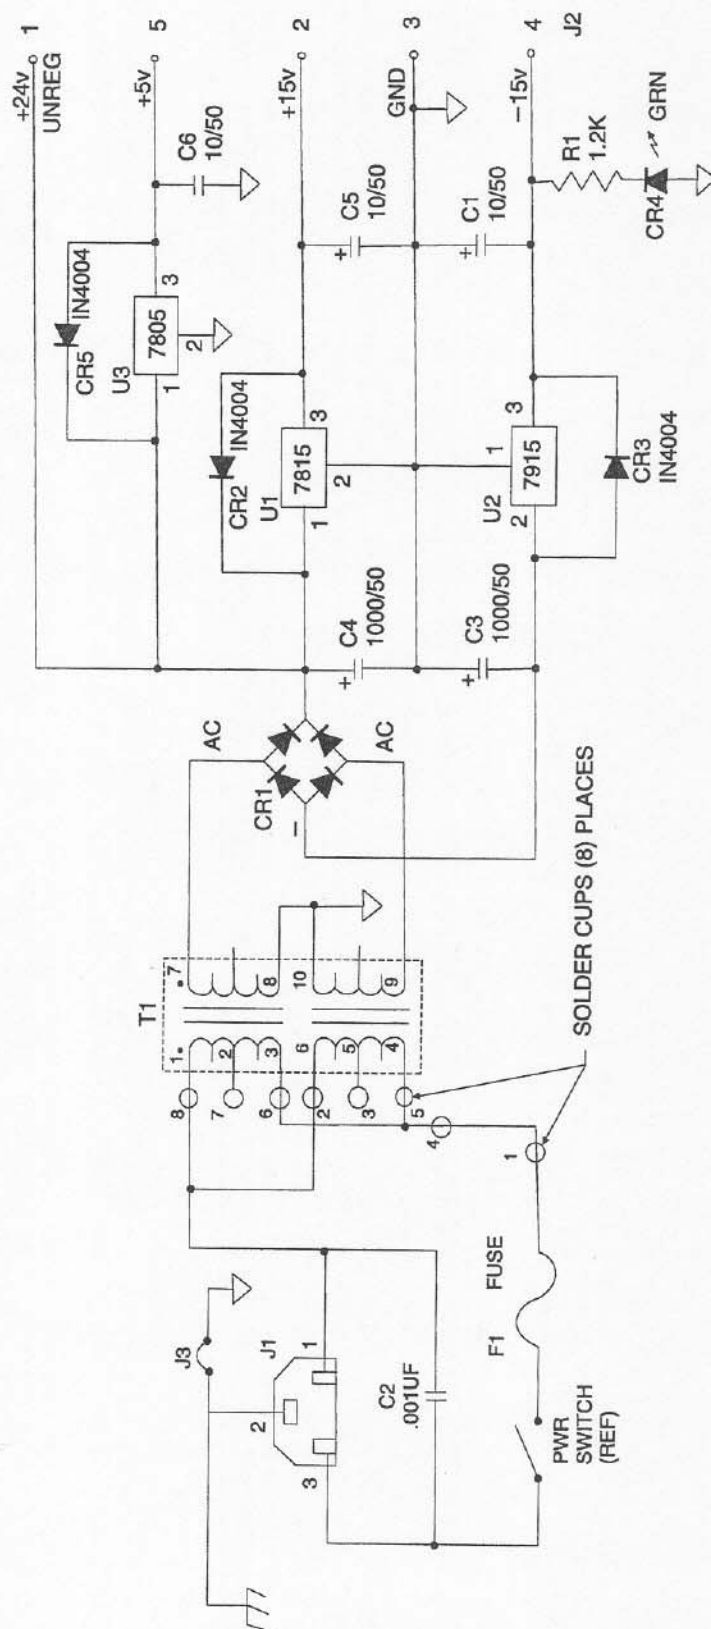 J3
J1
2
1
3
C2
.001UF
PWR
SWITCH
(REF)
F1
FUSE
SOLDER CUPS (8) PLACES
8
7
6
2
3
5
4
1
T1
1
2
3
6
5
4
7
8
10
9
AC
CR1
–
AC
+24v
1
UNREG
+5v
5
CR5
IN4004
U3
7805
1
3
2
C6
10/50
+15v
2
CR2
IN4004
U1
7815
1
3
2
C4
1000/50
+
C5
10/50
+
GND
3
C3
1000/50
+
C1
10/50
+
U2
7915
1
2
3
CR3
IN4004
–15v
4
J2
R1
1.2K
CR4
GRN